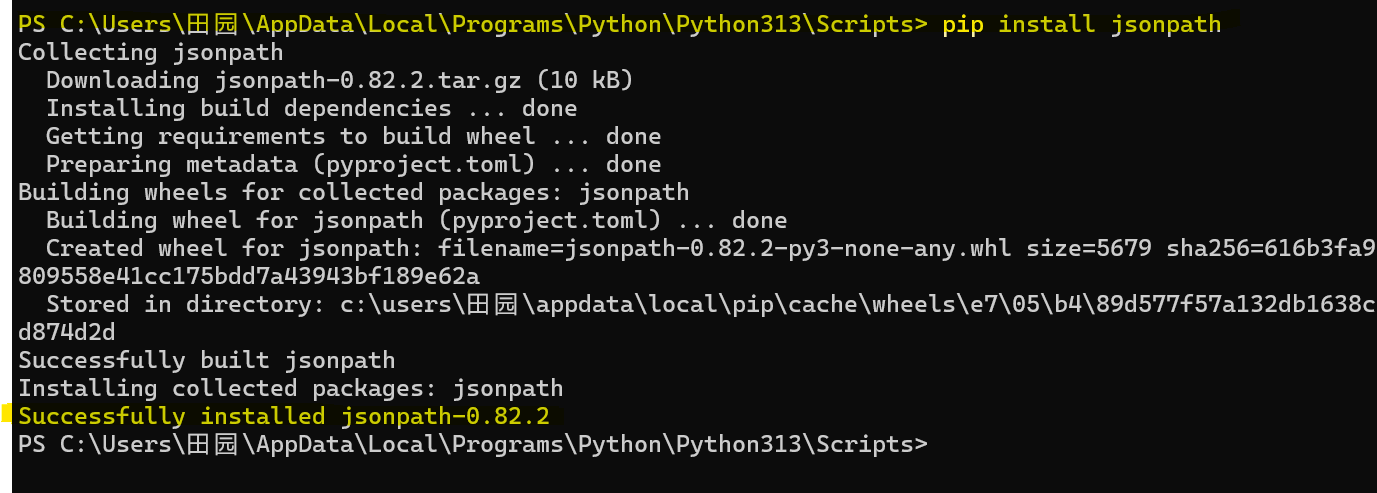 PS C:\Users\田园\AppData\Local\Programs\Python\Python313\Scripts> pip install jsonpath
Collecting jsonpath
  Downloading jsonpath-0.82.2.tar.gz (10 kB)
  Installing build dependencies ... done
  Getting requirements to build wheel ... done
  Preparing metadata (pyproject.toml) ... done
Building wheels for collected packages: jsonpath
  Building wheel for jsonpath (pyproject.toml) ... done
  Created wheel for jsonpath: filename=jsonpath-0.82.2-py3-none-any.whl size=5679 sha256=616b3fa9
809558e41cc175bdd7a43943bf189e62a
  Stored in directory: c:\users\田园\appdata\local\pip\cache\wheels\e7\05\b4\89d577f57a132db1638c
d874d2d
Successfully built jsonpath
Installing collected packages: jsonpath
Successfully installed jsonpath-0.82.2
PS C:\Users\田园\AppData\Local\Programs\Python\Python313\Scripts>